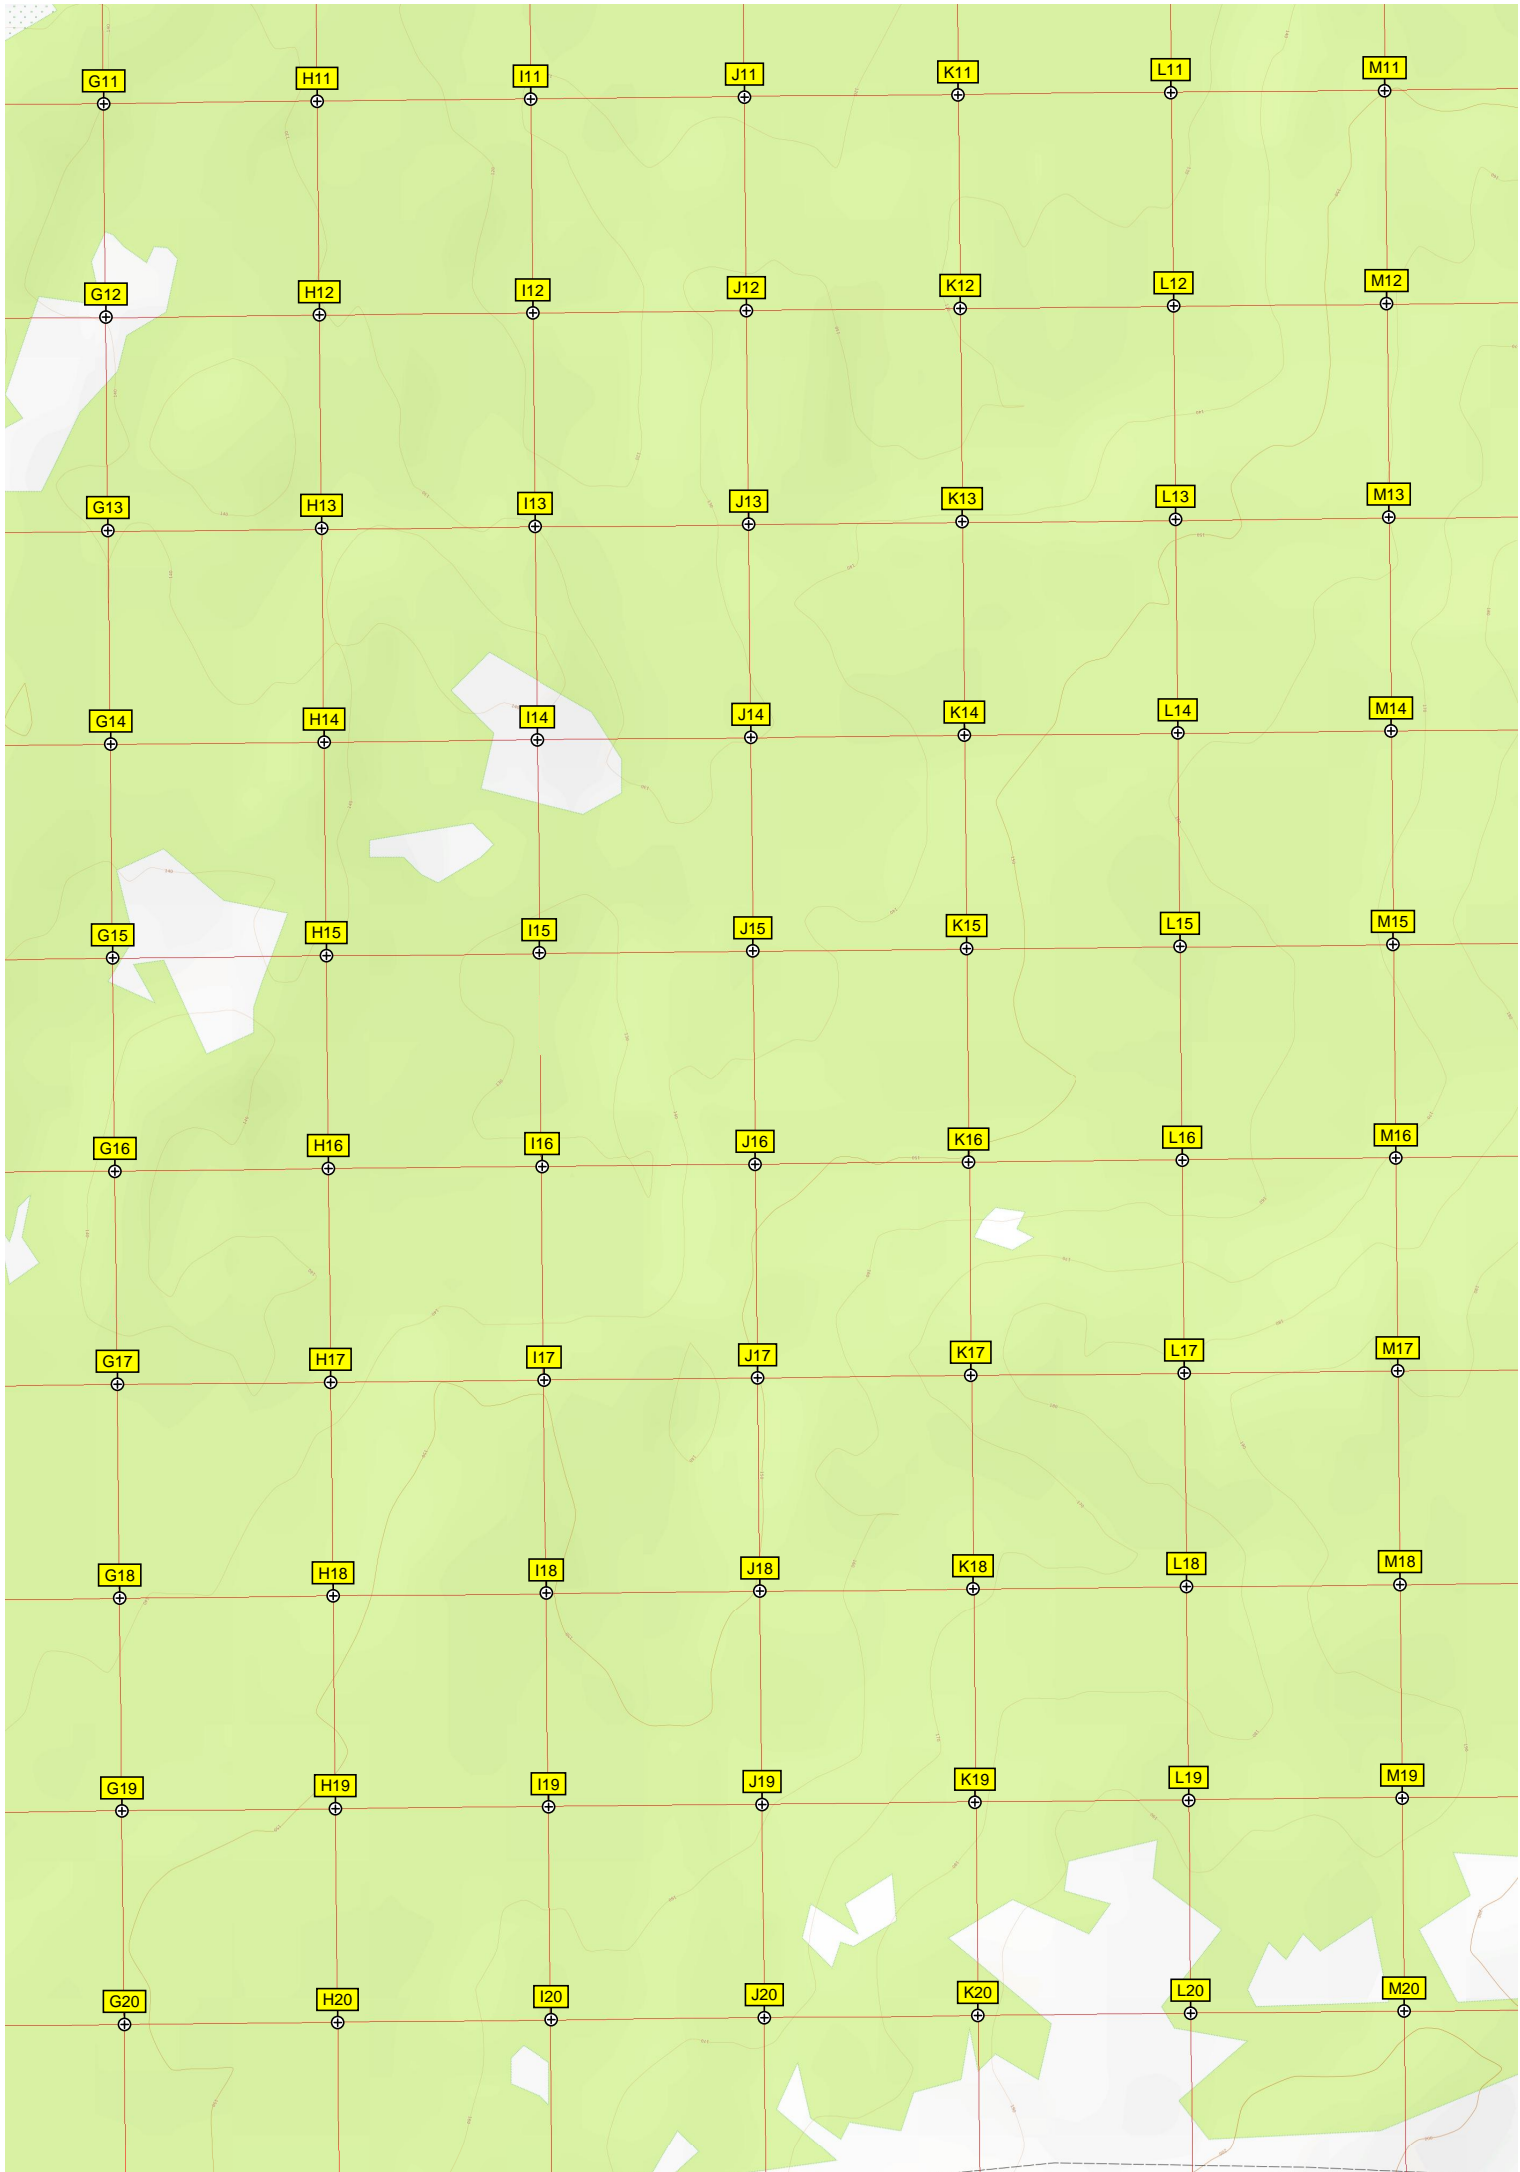 G11 H11 I11 J11 K11 L11 M11
G12 H12 I12 J12 K12 L12 M12
G13 H13 I13 J13 K13 L13 M13
G14 H14 I14 J14 K14 L14 M14
G15 H15 I15 J15 K15 L15 M15
G16 H16 I16 J16 K16 L16 M16
G17 H17 I17 J17 K17 L17 M17
G18 H18 I18 J18 K18 L18 M18
G19 H19 I19 J19 K19 L19 M19
G20 H20 I20 J20 K20 L20 M20